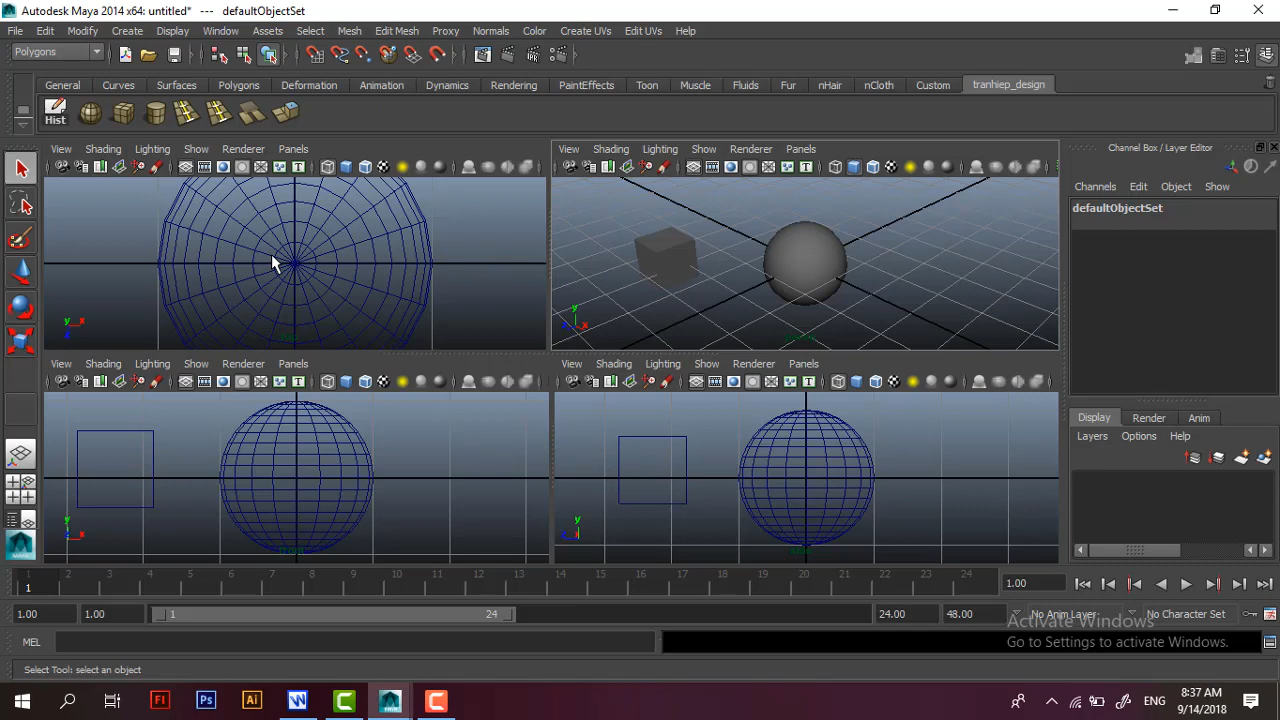 Autodesk Maya 2014 x64: untitled* --- defaultObjectSet
File Edit Modify Create Display Window Assets Select Mesh Edit Mesh Proxy Normals Color Create UVs Edit UVs Help
Polygons
General Curves Surfaces Polygons Deformation Animation Dynamics Rendering PaintEffects Toon Muscle Fluids Fur nHair nCloth Custom tranhiep_design
Hist
View Shading Lighting Show Renderer Panels
View Shading Lighting Show Renderer Panels
Channel Box / Layer Editor
Channels Edit Object Show
defaultObjectSet
y x
y x
View Shading Lighting Show Renderer Panels
View Shading Lighting Show Renderer Panels
Display Render Anim
Layers Options Help
y
y
1 2 3 4 5 6 7 8 9 10 11 12 13 14 15 16 17 18 19 20 21 22 23 24
1
1.00
1.00 1.00 1 24 24.00 48.00 No Anim Layer No Character Set
Activate Windows
Go to Settings to activate Windows.
MEL
Select Tool: select an object
Fl Ps Ai W C C
ENG
8:37 AM
9/14/2018